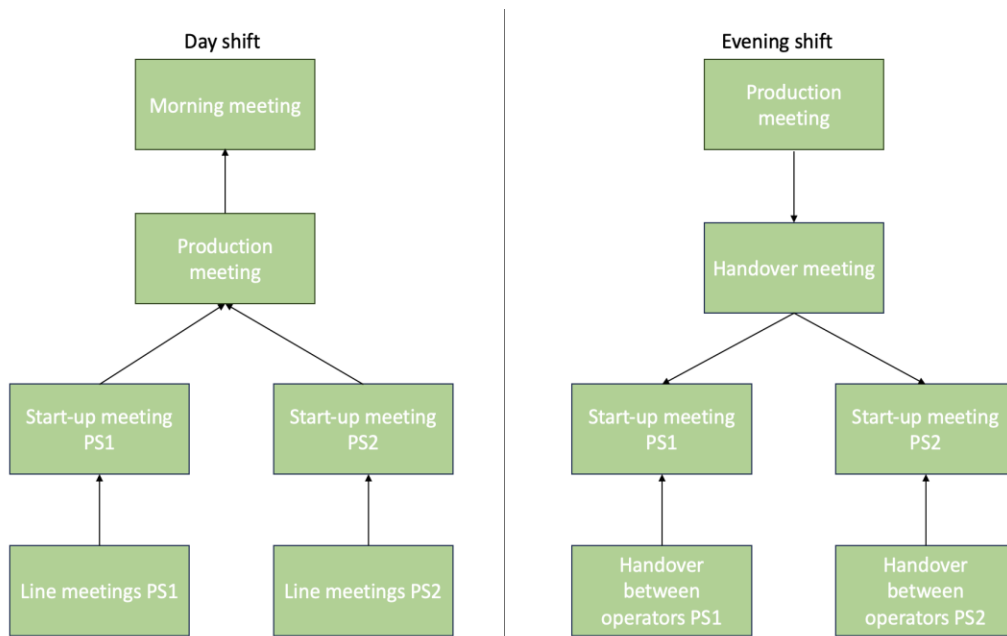 Day shift
Morning meeting
Production
meeting
Start-up meeting
PS1
Start-up meeting
PS2
Line meetings PS1
Line meetings PS2
Evening shift
Production
meeting
Handover meeting
Start-up meeting
PS1
Start-up meeting
PS2
Handover
between
operators PS1
Handover
between
operators PS2